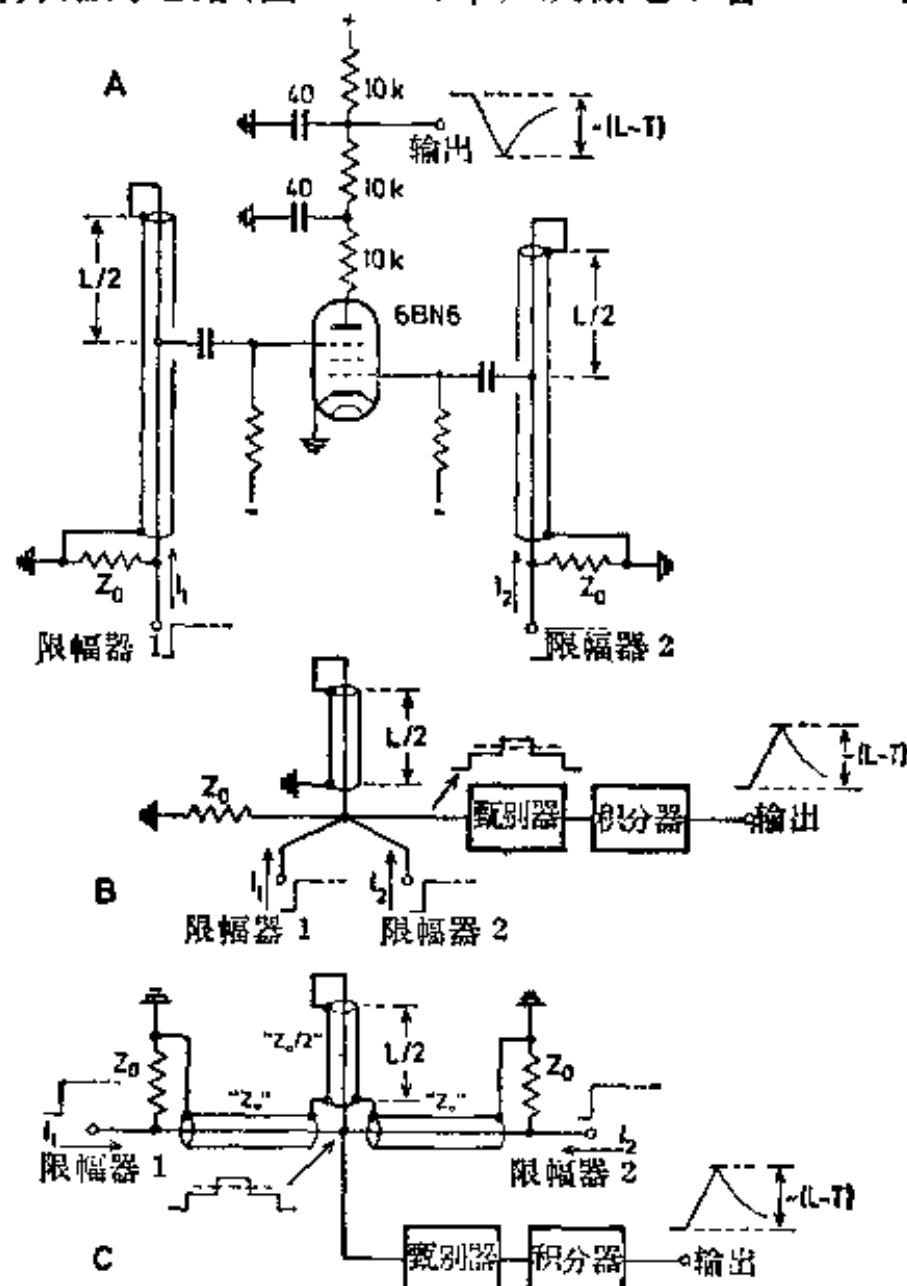 A
+
10k
40
输出
~(L-T)
10k
40
10k
L/2
6BN6
L/2
Z₀
I₁
I₂
Z₀
限幅器 1
限幅器 2
L/2
Z₀
~(L-T)
甄别器
积分器
输出
I₁
I₂
B
限幅器 1
限幅器 2
"Z₀/2"
L/2
Z₀
"Z₀"
"Z₀"
Z₀
I₁
I₂
限幅器 1
限幅器 2
~(L-T)
C
甄别器
积分器
输出